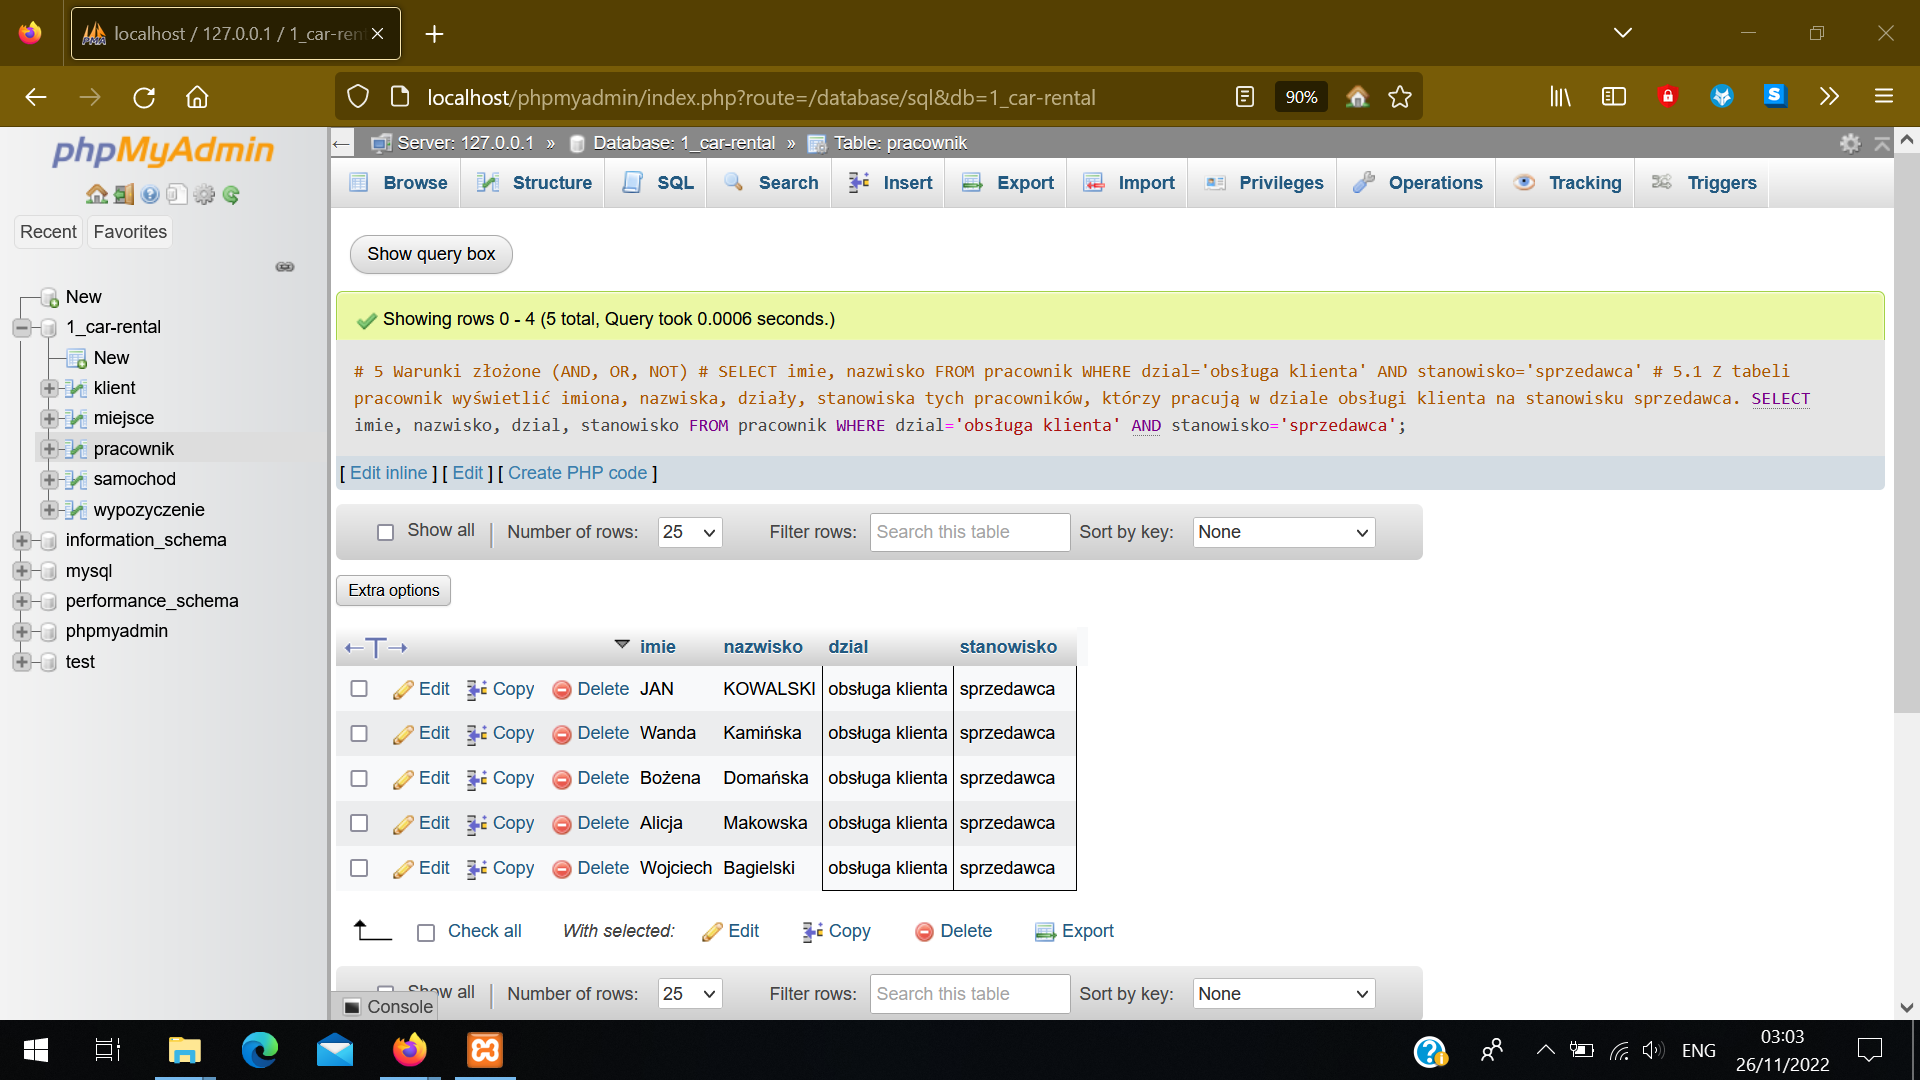 localhost / 127.0.0.1 / 1_car-ren
localhost/phpmyadmin/index.php?route=/database/sql&db=1_car-rental
90%
phpMyAdmin
Recent
Favorites
New
1_car-rental
New
klient
miejsce
pracownik
samochod
wypozyczenie
information_schema
mysql
performance_schema
phpmyadmin
test
Server: 127.0.0.1 » Database: 1_car-rental » Table: pracownik
Browse Structure SQL Search Insert Export Import Privileges Operations Tracking Triggers
Show query box
Showing rows 0 - 4 (5 total, Query took 0.0006 seconds.)
# 5 Warunki złożone (AND, OR, NOT) # SELECT imie, nazwisko FROM pracownik WHERE dzial='obsługa klienta' AND stanowisko='sprzedawca' # 5.1 Z tabeli
pracownik wyświetlić imiona, nazwiska, działy, stanowiska tych pracowników, którzy pracują w dziale obsługi klienta na stanowisku sprzedawca. SELECT
imie, nazwisko, dzial, stanowisko FROM pracownik WHERE dzial='obsługa klienta' AND stanowisko='sprzedawca';
[ Edit inline ] [ Edit ] [ Create PHP code ]
Show all | Number of rows: 25 Filter rows: Search this table Sort by key: None
Extra options
imie nazwisko dzial stanowisko
Edit Copy Delete JAN KOWALSKI obsługa klienta sprzedawca
Edit Copy Delete Wanda Kamińska obsługa klienta sprzedawca
Edit Copy Delete Bożena Domańska obsługa klienta sprzedawca
Edit Copy Delete Alicja Makowska obsługa klienta sprzedawca
Edit Copy Delete Wojciech Bagielski obsługa klienta sprzedawca
Check all With selected: Edit Copy Delete Export
Show all | Number of rows: 25 Filter rows: Search this table Sort by key: None
Console
ENG
03:03
26/11/2022